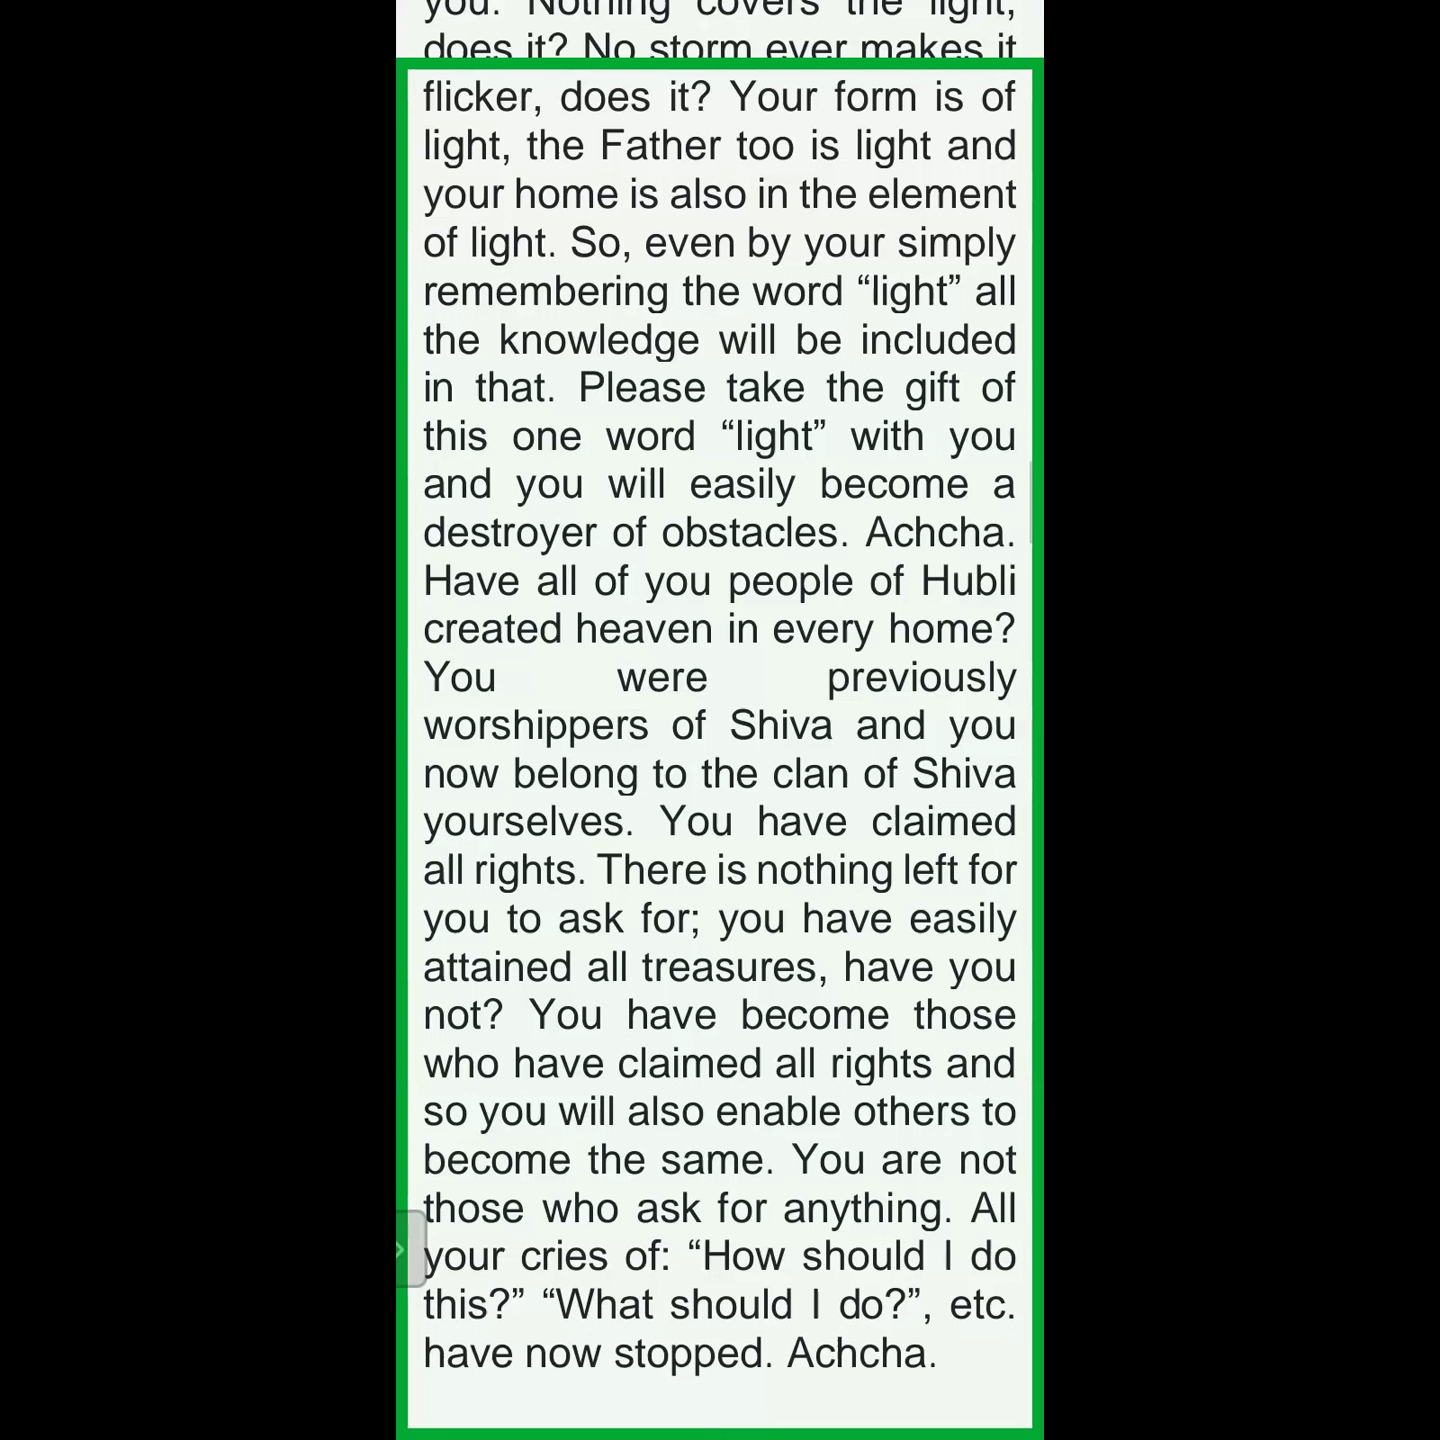 you. Nothing covers the light,
does it? No storm ever makes it
flicker, does it? Your form is of
light, the Father too is light and
your home is also in the element
of light. So, even by your simply
remembering the word “light” all
the knowledge will be included
in that. Please take the gift of
this one word “light” with you
and you will easily become a
destroyer of obstacles. Achcha.
Have all of you people of Hubli
created heaven in every home?
You were previously
worshippers of Shiva and you
now belong to the clan of Shiva
yourselves. You have claimed
all rights. There is nothing left for
you to ask for; you have easily
attained all treasures, have you
not? You have become those
who have claimed all rights and
so you will also enable others to
become the same. You are not
those who ask for anything. All
your cries of: “How should I do
this?” “What should I do?”, etc.
have now stopped. Achcha.